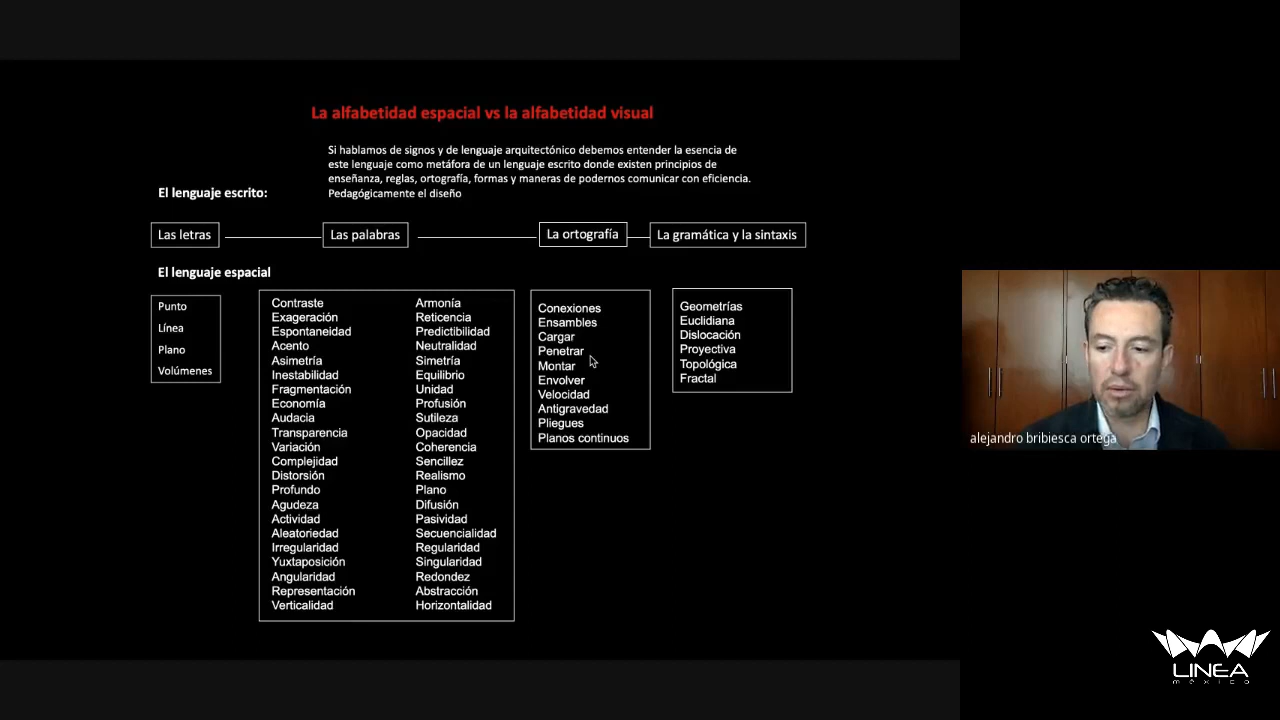 La alfabetidad espacial vs la alfabetidad visual
Si hablamos de signos y de lenguaje arquitectónico debemos entender la esencia de
este lenguaje como metáfora de un lenguaje escrito donde existen principios de
enseñanza, reglas, ortografía, formas y maneras de podernos comunicar con eficiencia.
Pedagógicamente el diseño
El lenguaje escrito:
Las letras
Las palabras
La ortografía
La gramática y la sintaxis
El lenguaje espacial
Punto
Línea
Plano
Volúmenes
Contraste Armonía
Exageración Reticencia
Espontaneidad Predictibilidad
Acento Neutralidad
Asimetría Simetría
Inestabilidad Equilibrio
Fragmentación Unidad
Economía Profusión
Audacia Sutileza
Transparencia Opacidad
Variación Coherencia
Complejidad Sencillez
Distorsión Realismo
Profundo Plano
Agudeza Difusión
Actividad Pasividad
Aleatoriedad Secuencialidad
Irregularidad Regularidad
Yuxtaposición Singularidad
Angularidad Redondez
Representación Abstracción
Verticalidad Horizontalidad
Conexiones
Ensambles
Cargar
Penetrar
Montar
Envolver
Velocidad
Antigravedad
Pliegues
Planos continuos
Geometrías
Euclidiana
Dislocación
Proyectiva
Topológica
Fractal
alejandro bribiesca ortega
LINEA
méxico